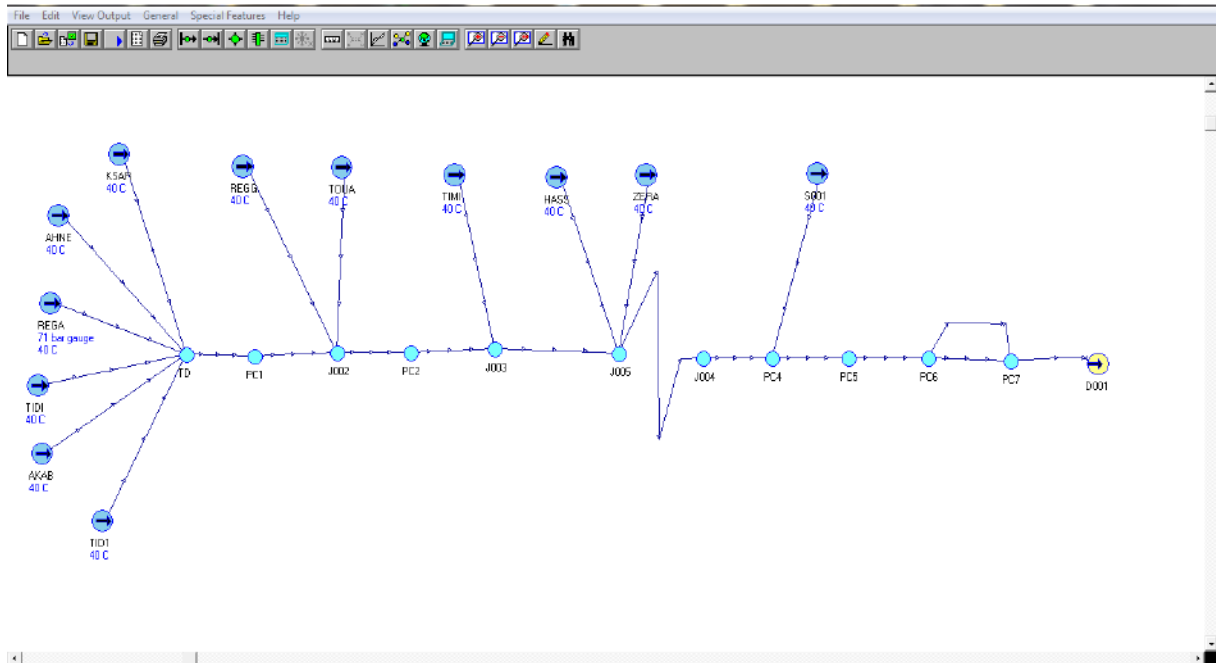 File Edit View Output General Special Features Help
KSAR
40 C
REGG
40 C
TOUA
40 C
TIMI
40 C
HASS
40 C
ZERA
40 C
S001
40 C
AHNE
40 C
REGA
71 bar gauge
40 C
TIDI
40 C
AKAB
40 C
TID1
40 C
TD
PC1
J002
PC2
J003
J005
J004
PC4
PC5
PC6
PC7
D001